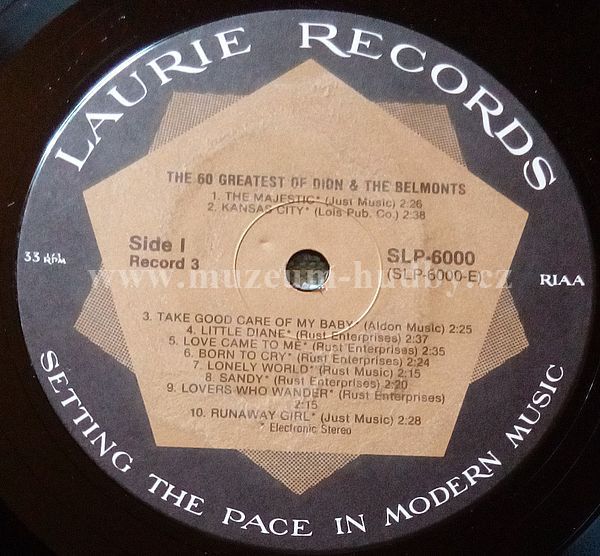 LAURIE RECORDS
THE 60 GREATEST OF DION & THE BELMONTS
1. THE MAJESTIC* (Just Music) 2:26
2. KANSAS CITY* (Lois Pub. Co.) 2:38
Side I
Record 3
SLP-6000
(SLP-6000-E)
33 ⅓ rpm
RIAA
www.muzeum-hudby.cz
3. TAKE GOOD CARE OF MY BABY* (Aldon Music) 2:25
4. LITTLE DIANE* (Rust Enterprises) 2:37
5. LOVE CAME TO ME* (Rust Enterprises) 2:35
6. BORN TO CRY* (Rust Enterprises) 2:24
7. LONELY WORLD* (Rust Music) 2:15
8. SANDY* (Rust Enterprises) 2:20
9. LOVERS WHO WANDER* (Rust Enterprises)
2:15
10. RUNAWAY GIRL* (Just Music) 2:28
* Electronic Stereo
SETTING THE PACE IN MODERN MUSIC